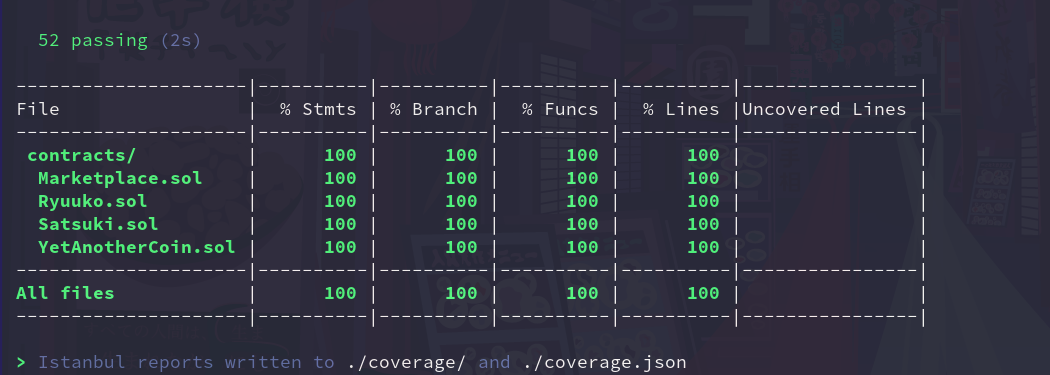 52 passing (2s)
---------------------|----------|----------|----------|----------|----------------|
File                 |  % Stmts | % Branch |  % Funcs |  % Lines |Uncovered Lines |
---------------------|----------|----------|----------|----------|----------------|
 contracts/          |      100 |      100 |      100 |      100 |                |
  Marketplace.sol    |      100 |      100 |      100 |      100 |                |
  Ryuuko.sol         |      100 |      100 |      100 |      100 |                |
  Satsuki.sol        |      100 |      100 |      100 |      100 |                |
  YetAnotherCoin.sol |      100 |      100 |      100 |      100 |                |
---------------------|----------|----------|----------|----------|----------------|
All files            |      100 |      100 |      100 |      100 |                |
---------------------|----------|----------|----------|----------|----------------|
> Istanbul reports written to ./coverage/ and ./coverage.json